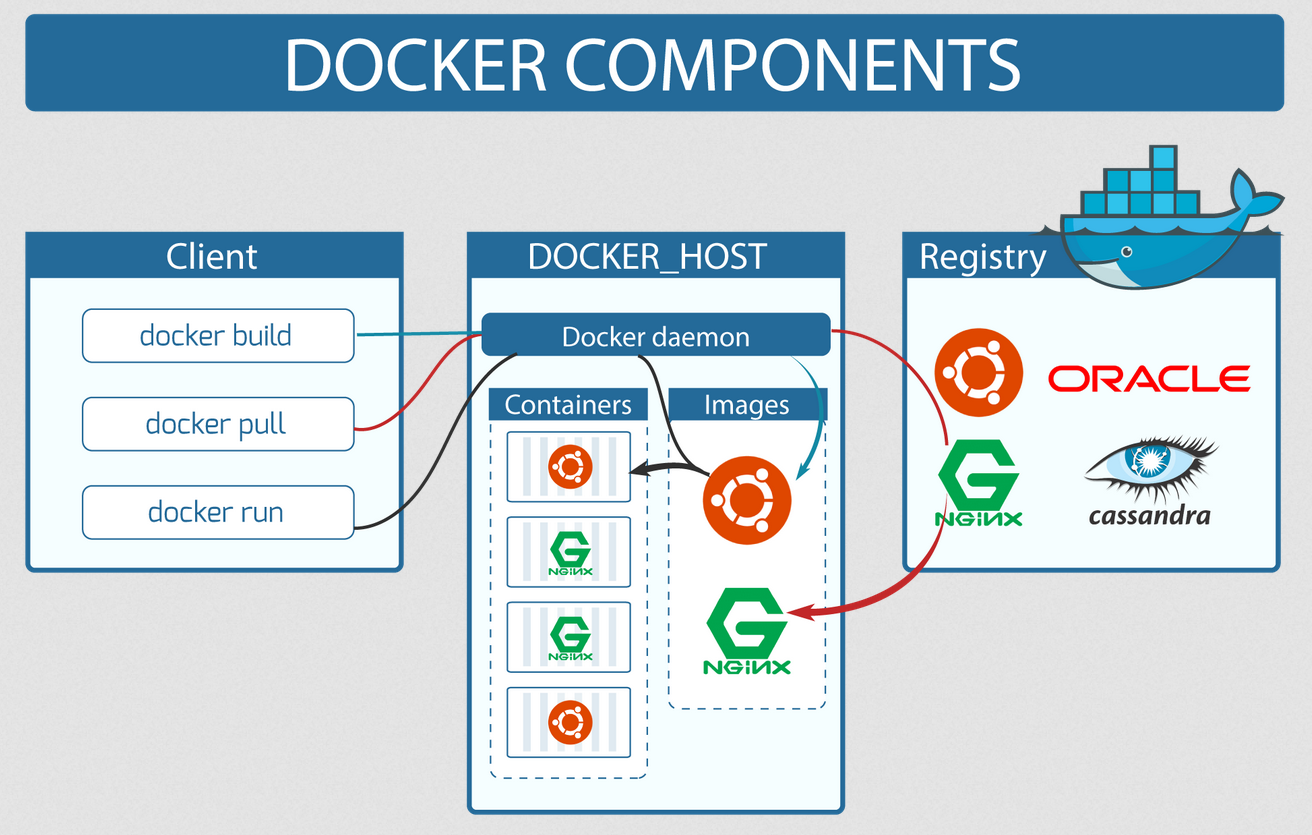 DOCKER COMPONENTS
Client
docker build
docker pull
docker run
DOCKER_HOST
Docker daemon
Containers
NGiNX
NGiNX
Images
NGiNX
Registry
ORACLE
NGiNX
cassandra